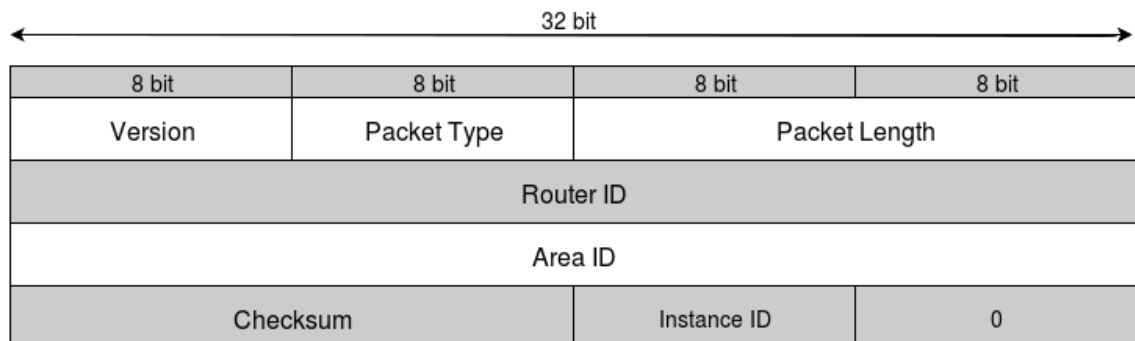 32 bit
8 bit 8 bit 8 bit 8 bit
Version Packet Type Packet Length
Router ID
Area ID
Checksum Instance ID 0